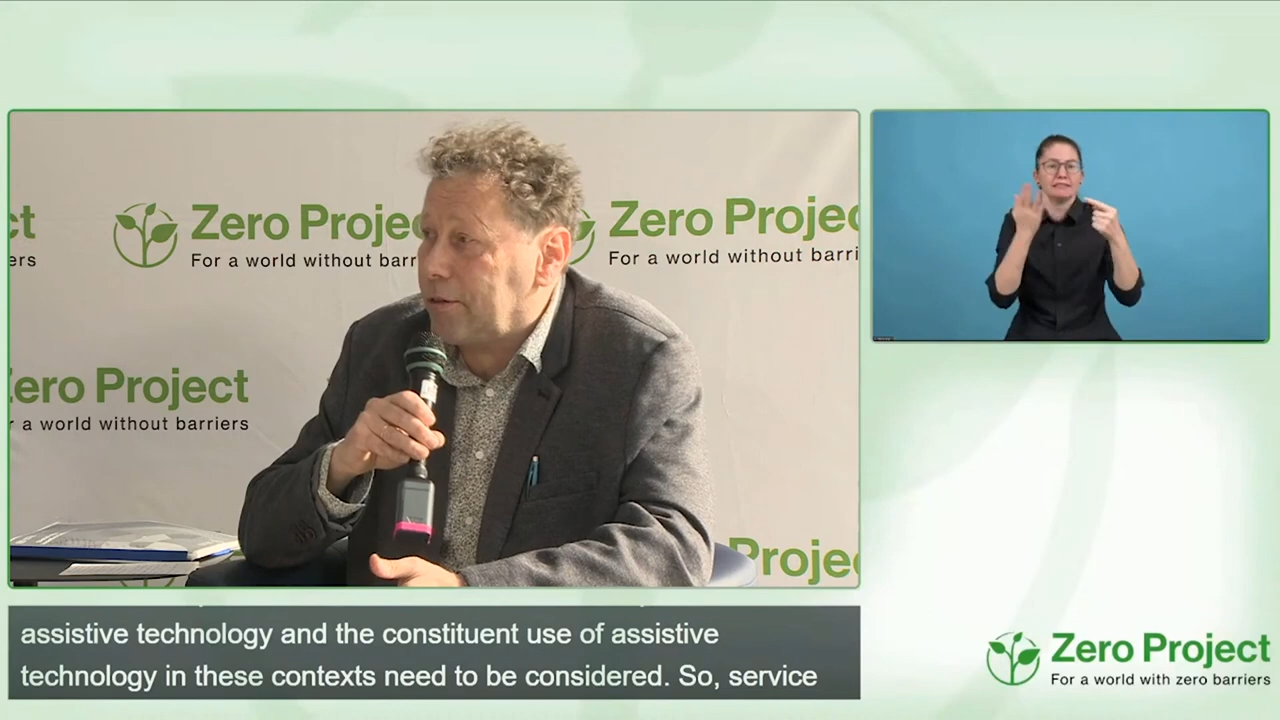 ct
ers
Zero Projec
For a world without barr
Zero Projec
For a world without barri
Zero Project
r a world without barriers
Projec
assistive technology and the constituent use of assistive
technology in these contexts need to be considered. So, service
Zero Project
For a world with zero barriers